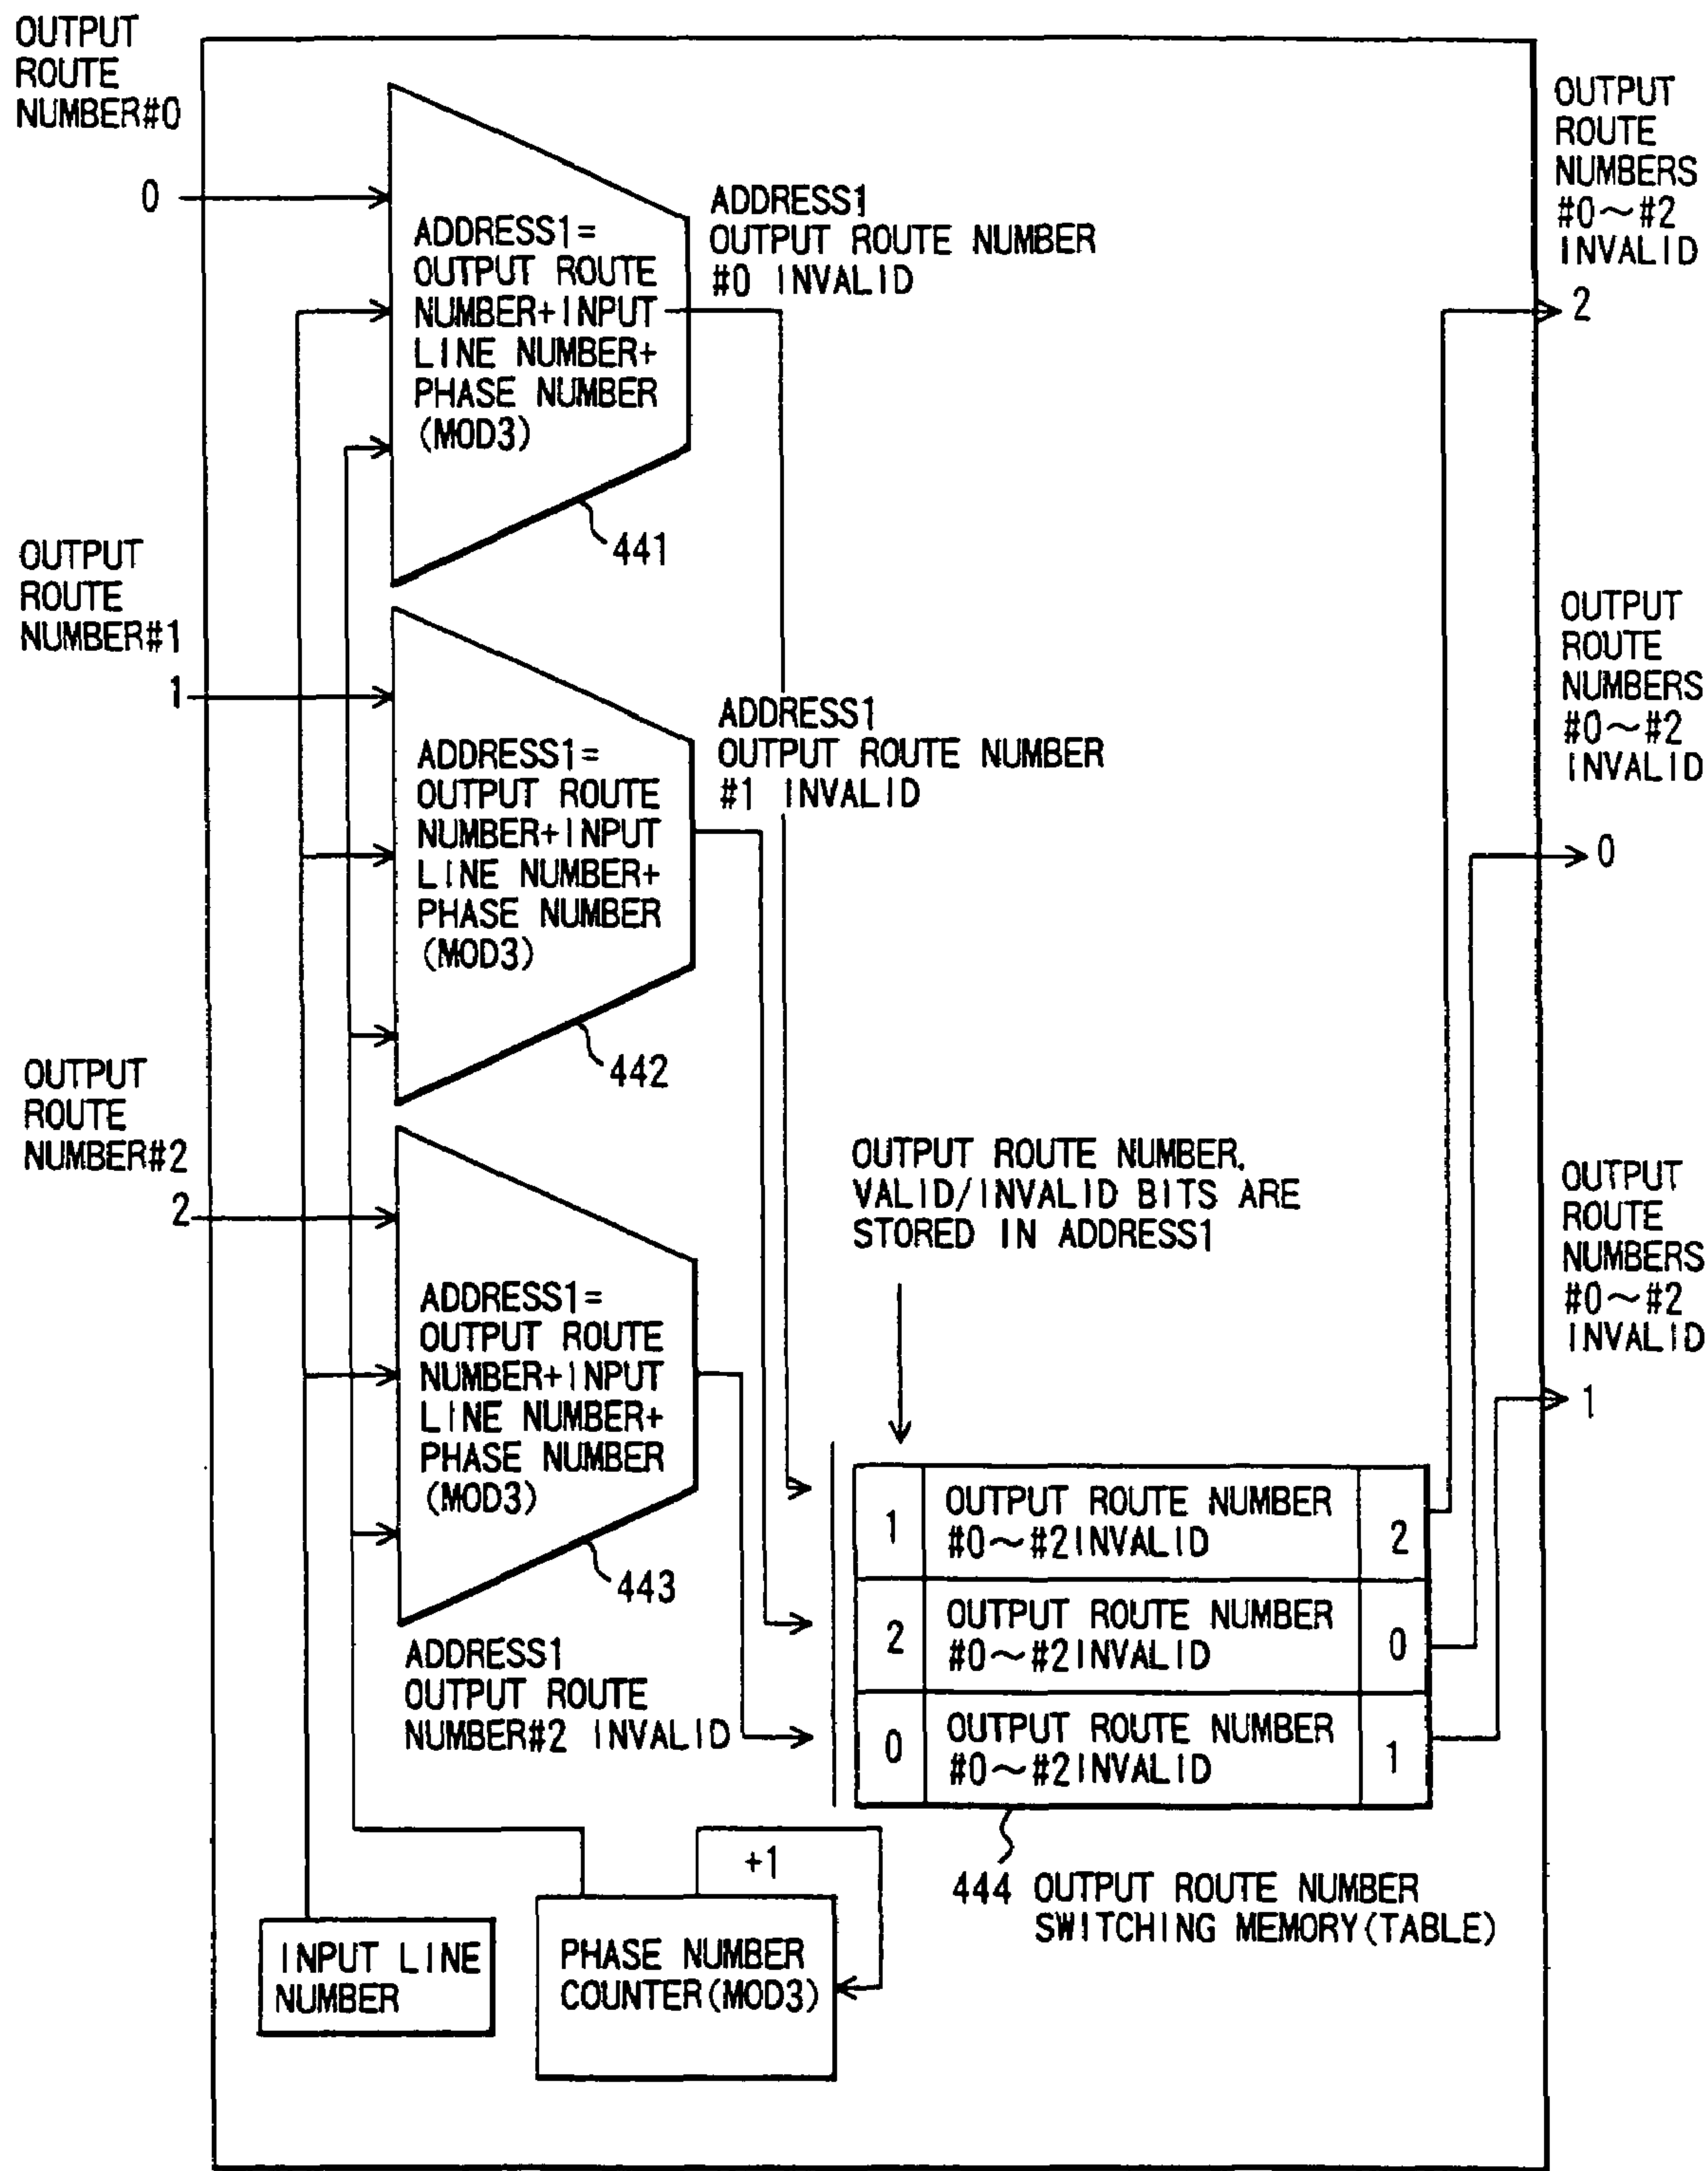 OUTPUT
ROUTE
NUMBER#0
0
ADDRESS1=
OUTPUT ROUTE
NUMBER+INPUT
LINE NUMBER+
PHASE NUMBER
(MOD3)
441
ADDRESS1
OUTPUT ROUTE NUMBER
#0 INVALID
OUTPUT
ROUTE
NUMBERS
#0~#2
INVALID
2
OUTPUT
ROUTE
NUMBER#1
1
ADDRESS1=
OUTPUT ROUTE
NUMBER+INPUT
LINE NUMBER+
PHASE NUMBER
(MOD3)
442
ADDRESS1
OUTPUT ROUTE NUMBER
#1 INVALID
OUTPUT
ROUTE
NUMBERS
#0~#2
INVALID
0
OUTPUT
ROUTE
NUMBER#2
2
ADDRESS1=
OUTPUT ROUTE
NUMBER+INPUT
LINE NUMBER+
PHASE NUMBER
(MOD3)
443
ADDRESS1
OUTPUT ROUTE
NUMBER#2 INVALID
OUTPUT ROUTE NUMBER,
VALID/INVALID BITS ARE
STORED IN ADDRESS1
OUTPUT
ROUTE
NUMBERS
#0~#2
INVALID
1
1
OUTPUT ROUTE NUMBER
#0~#2INVALID
2
2
OUTPUT ROUTE NUMBER
#0~#2INVALID
0
0
OUTPUT ROUTE NUMBER
#0~#2INVALID
1
444 OUTPUT ROUTE NUMBER
SWITCHING MEMORY(TABLE)
+1
INPUT LINE
NUMBER
PHASE NUMBER
COUNTER(MOD3)